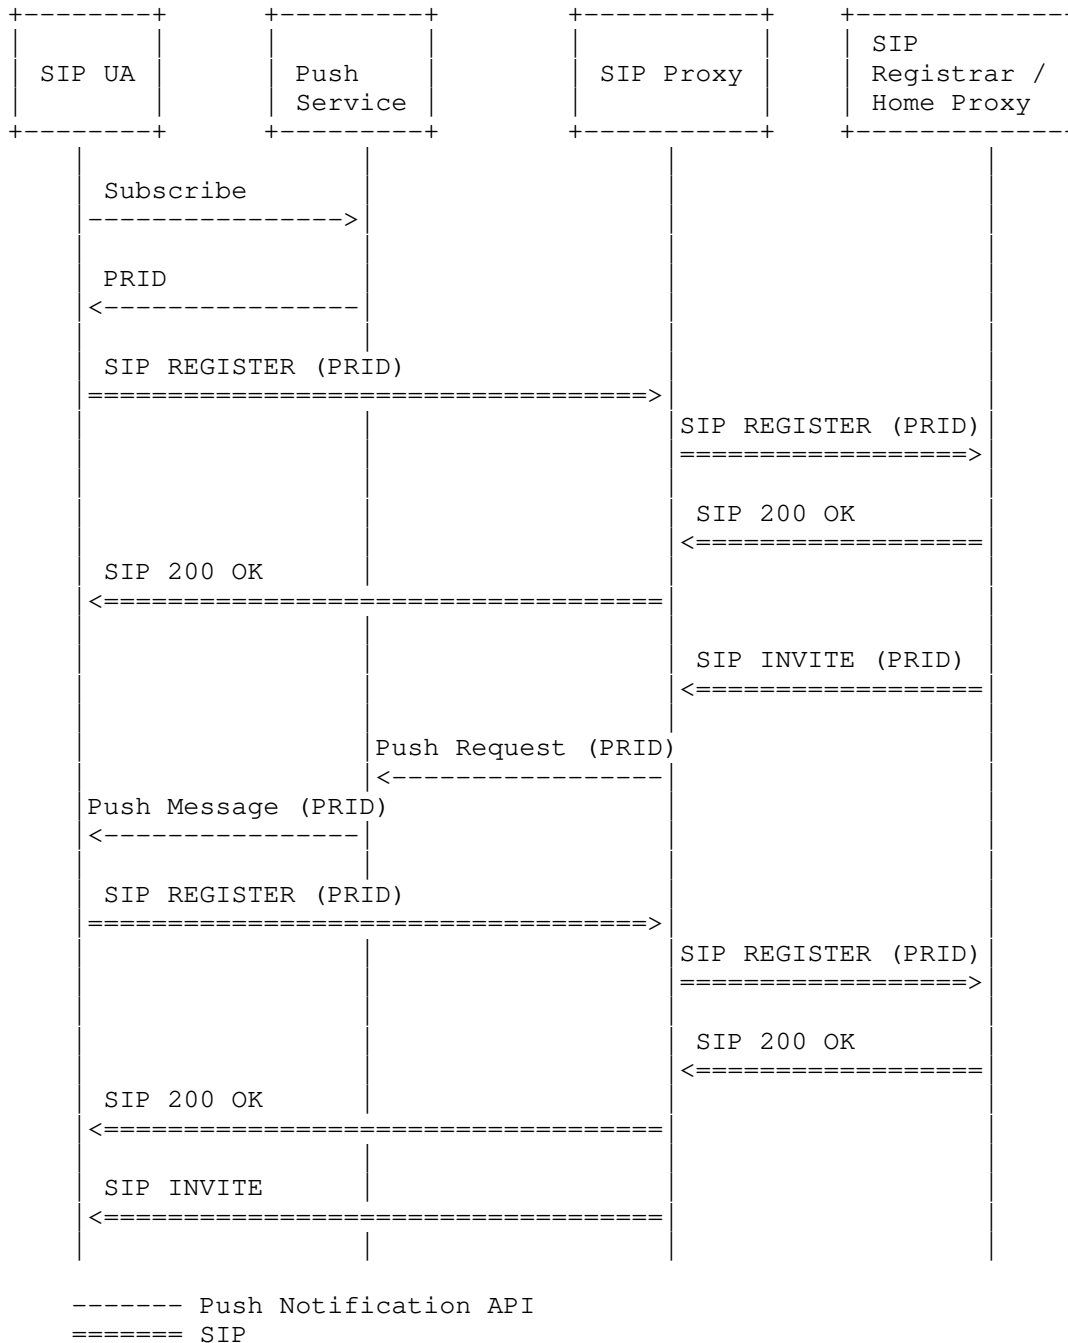 SIP UA
Push
Service
SIP Proxy
SIP
Registrar /
Home Proxy
Subscribe
PRID
SIP REGISTER (PRID)
SIP REGISTER (PRID)
SIP 200 OK
SIP 200 OK
SIP INVITE (PRID)
Push Request (PRID)
Push Message (PRID)
SIP REGISTER (PRID)
SIP REGISTER (PRID)
SIP 200 OK
SIP 200 OK
SIP INVITE
------- Push Notification API
======= SIP